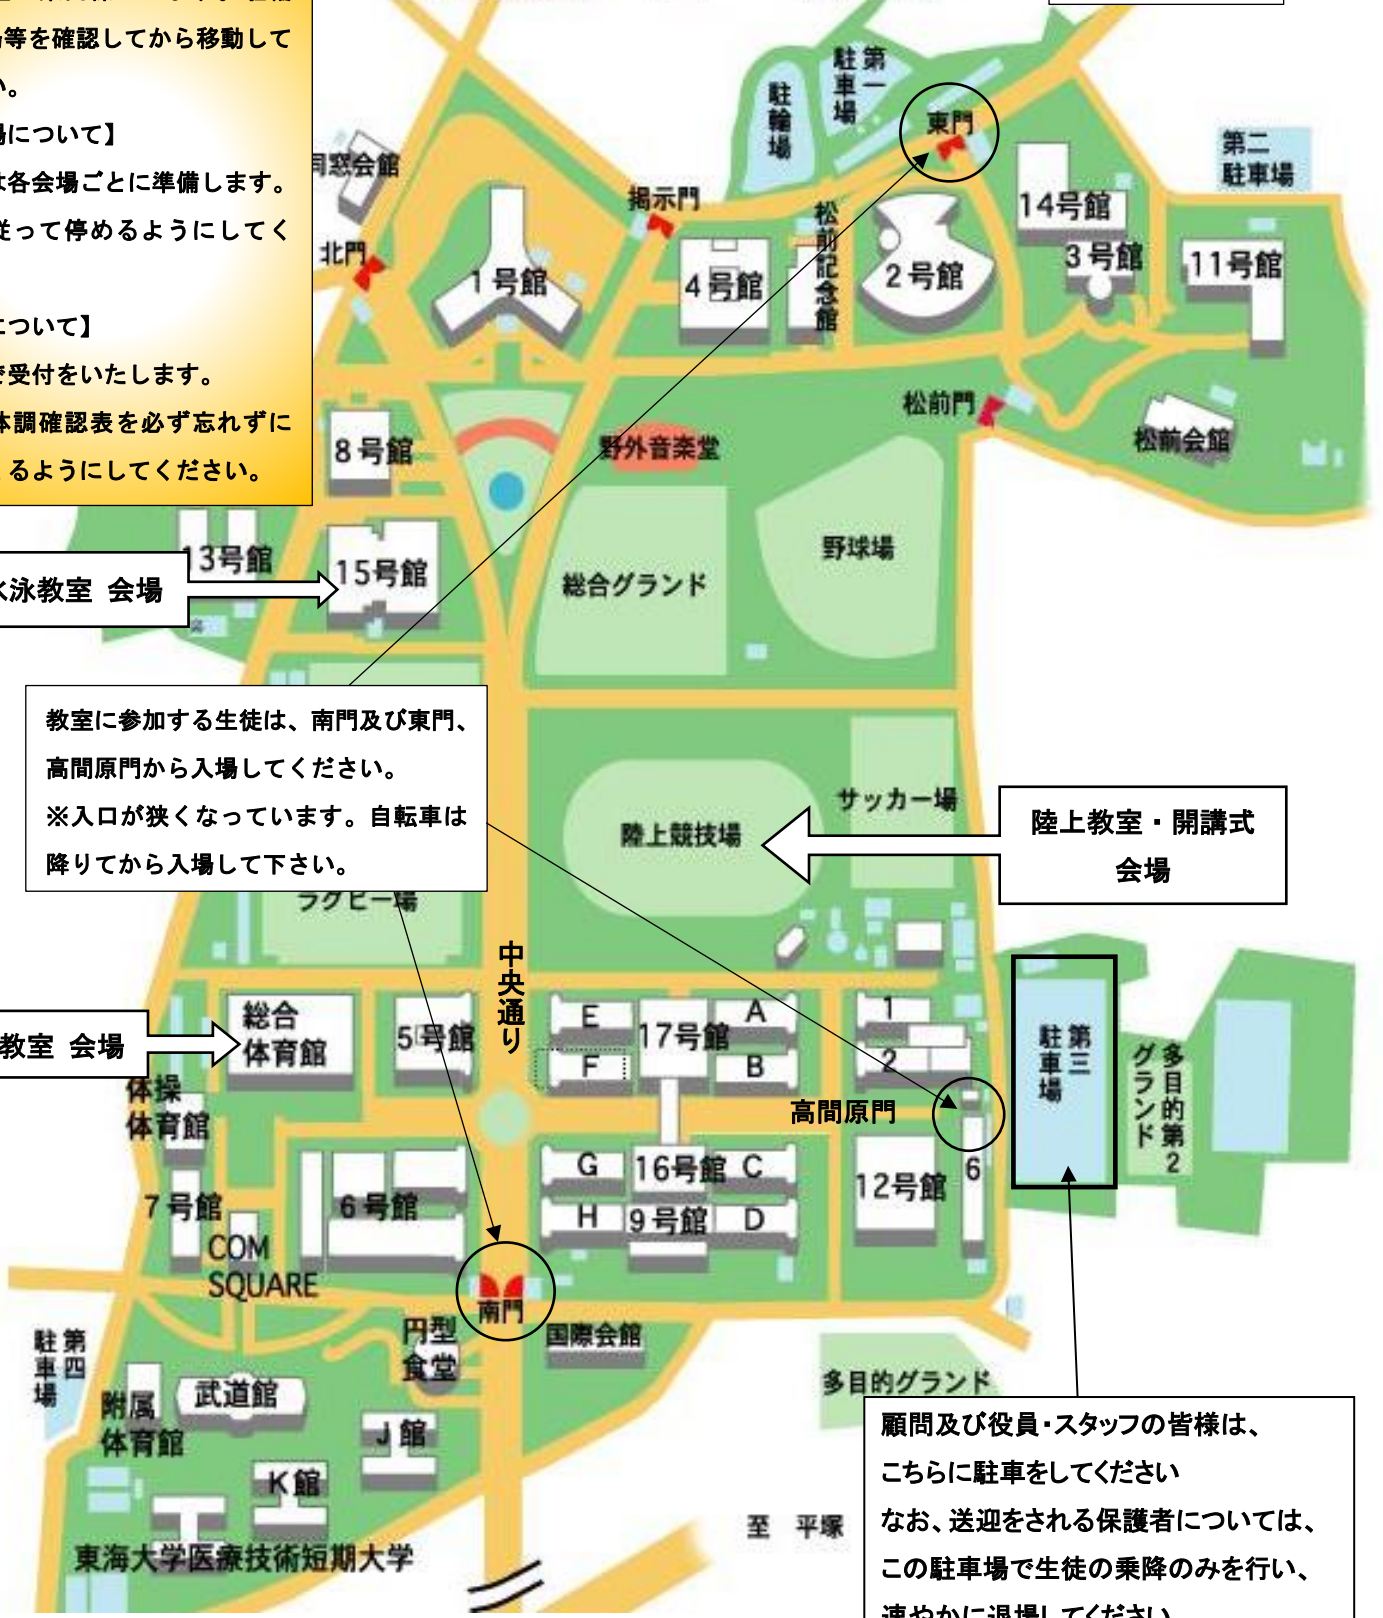 等を確認してから移動して
い。
場について】
は各会場ごとに準備します。
従って停めるようにしてく
について】
で受付をいたします。
体調確認表を必ず忘れずに
くるようにしてください。
第一
駐車場
駐輪場
東門
第二
駐車場
同窓会館
掲示門
松前記念館
14号館
北門
1号館
4号館
2号館
3号館
11号館
松前門
8号館
野外音楽堂
松前会館
13号館
15号館
水泳教室 会場
総合グランド
野球場
教室に参加する生徒は、南門及び東門、
高間原門から入場してください。
※入口が狭くなっています。自転車は
降りてから入場して下さい。
サッカー場
陸上競技場
陸上教室・開講式
会場
ラグビー場
中央通り
教室 会場
総合
体育館
5号館
E
F
17号館
A
B
1
2
第三
駐車場
多目的第2
グランド
体操
体育館
高間原門
7号館
6号館
G
H
16号館
9号館
C
D
12号館
6
COM
SQUARE
南門
円型
食堂
国際会館
第四
駐車場
附属
体育館
武道館
J館
K館
多目的グランド
東海大学医療技術短期大学
至 平塚
顧問及び役員・スタッフの皆様は、
こちらに駐車をしてください
なお、送迎をされる保護者については、
この駐車場で生徒の乗降のみを行い、
速やかに退場してください